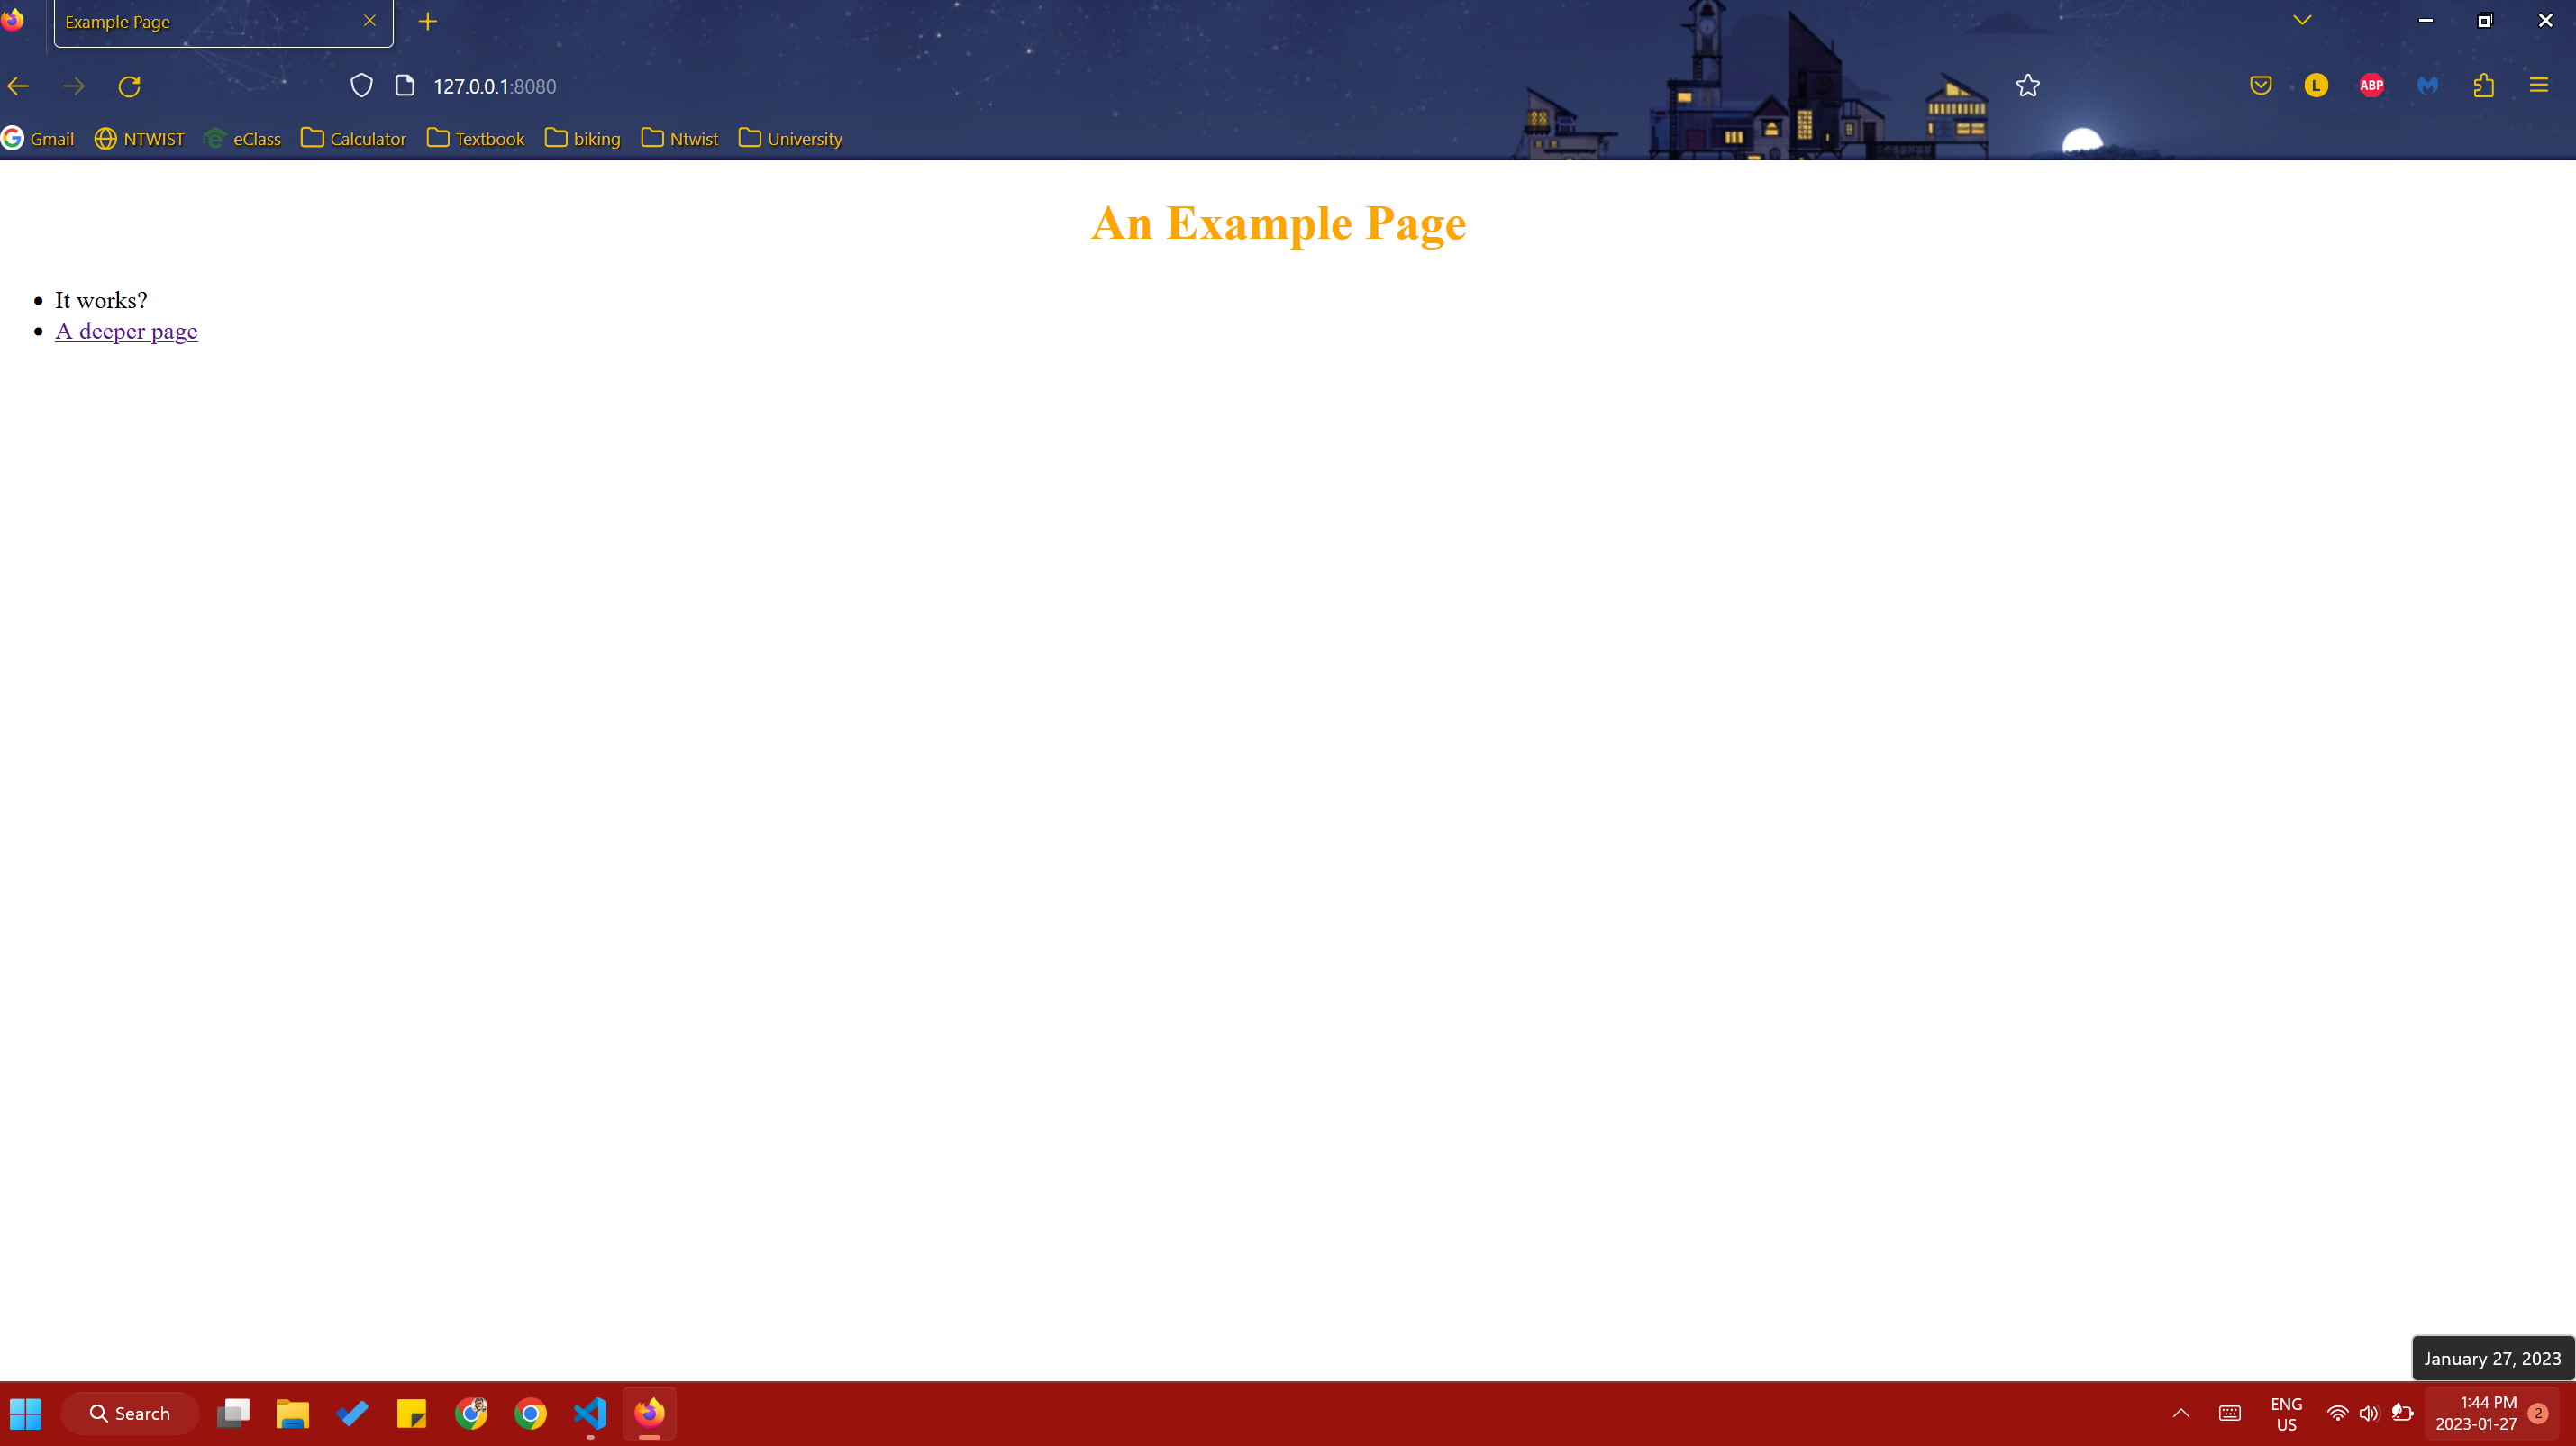 Example Page
127.0.0.1:8080
L
ABP
Gmail NTWIST eClass Calculator Textbook biking Ntwist University
An Example Page
It works?
A deeper page
January 27, 2023
Search
ENG
US
1:44 PM
2023-01-27
2